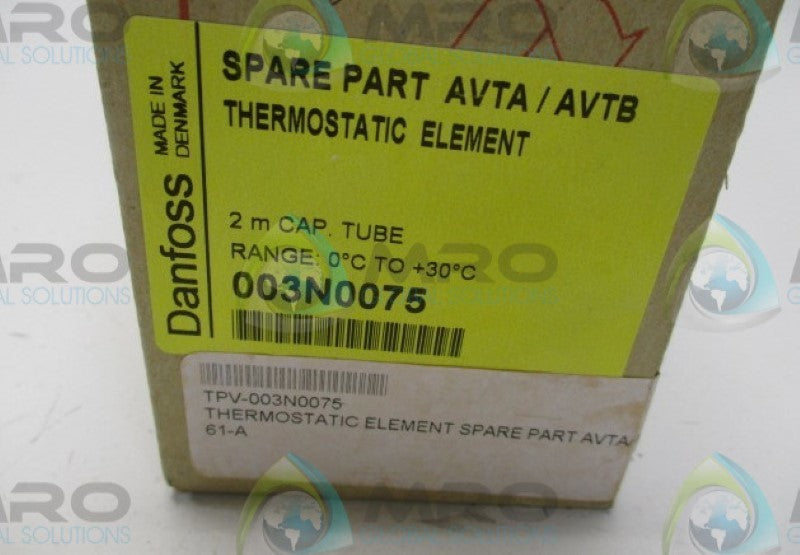 Danfoss
MADE IN
DENMARK
SPARE PART AVTA / AVTB
THERMOSTATIC ELEMENT
2 m CAP. TUBE
RANGE: 0°C TO +30°C
003N0075
TPV-003N0075
THERMOSTATIC ELEMENT SPARE PART AVTA/
61-A
MRO
GLOBAL SOLUTIONS